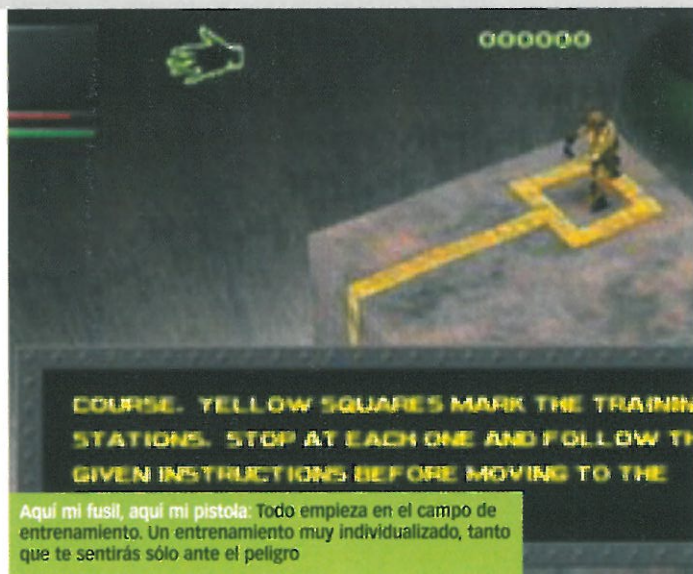 000000
COURSE. YELLOW SQUARES MARK THE TRAININ
STATIONS. STOP AT EACH ONE AND FOLLOW TH
GIVEN INSTRUCTIONS BEFORE MOVING TO THE
Aquí mi fusil, aquí mi pistola: Todo empieza en el campo de
entrenamiento. Un entrenamiento muy individualizado, tanto
que te sentirás sólo ante el peligro